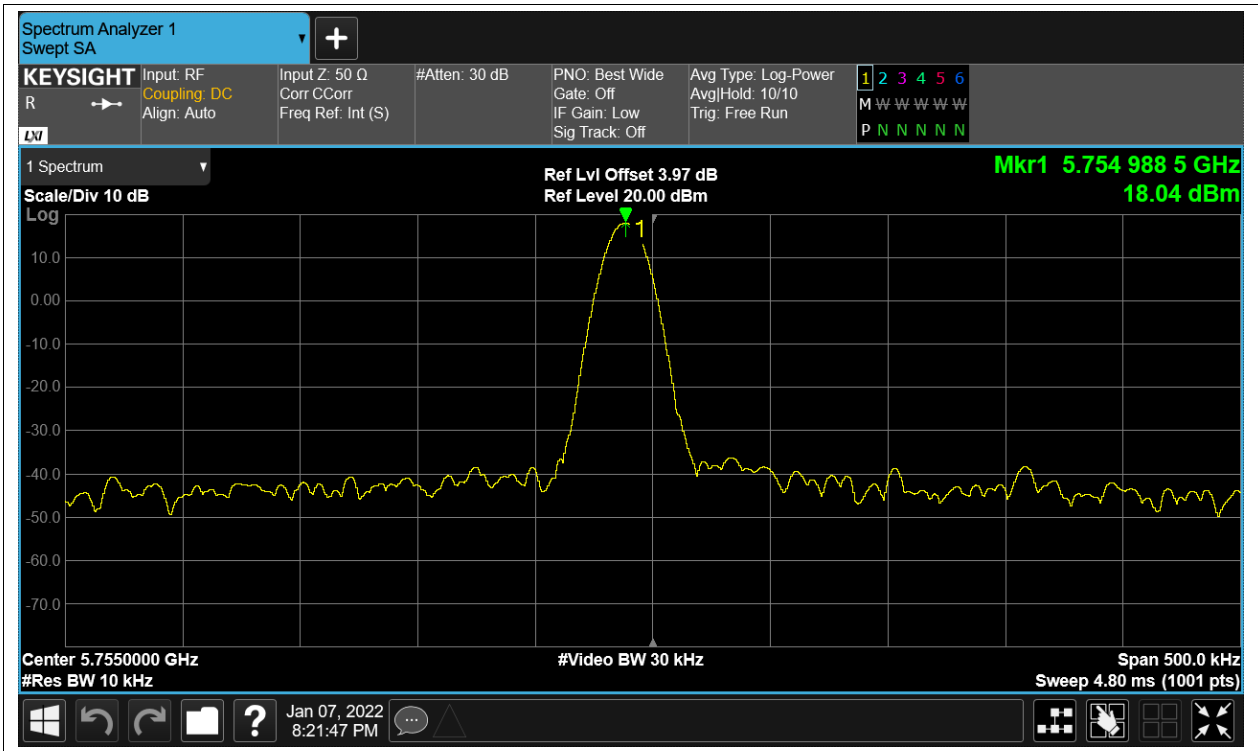 Spectrum Analyzer 1
Swept SA
KEYSIGHT Input: RF Input Z: 50 Ω #Atten: 30 dB PNO: Best Wide Avg Type: Log-Power 1 2 3 4 5 6
R Coupling: DC Corr CCorr Gate: Off Avg|Hold: 10/10 M W W W W W
Align: Auto Freq Ref: Int (S) IF Gain: Low Trig: Free Run
LXI Sig Track: Off P N N N N N
1 Spectrum Ref Lvl Offset 3.97 dB Mkr1 5.754 988 5 GHz
Scale/Div 10 dB Ref Level 20.00 dBm 18.04 dBm
Log
1
10.0
0.00
-10.0
-20.0
-30.0
-40.0
-50.0
-60.0
-70.0
Center 5.7550000 GHz #Video BW 30 kHz Span 500.0 kHz
#Res BW 10 kHz Sweep 4.80 ms (1001 pts)
? Jan 07, 2022
8:21:47 PM